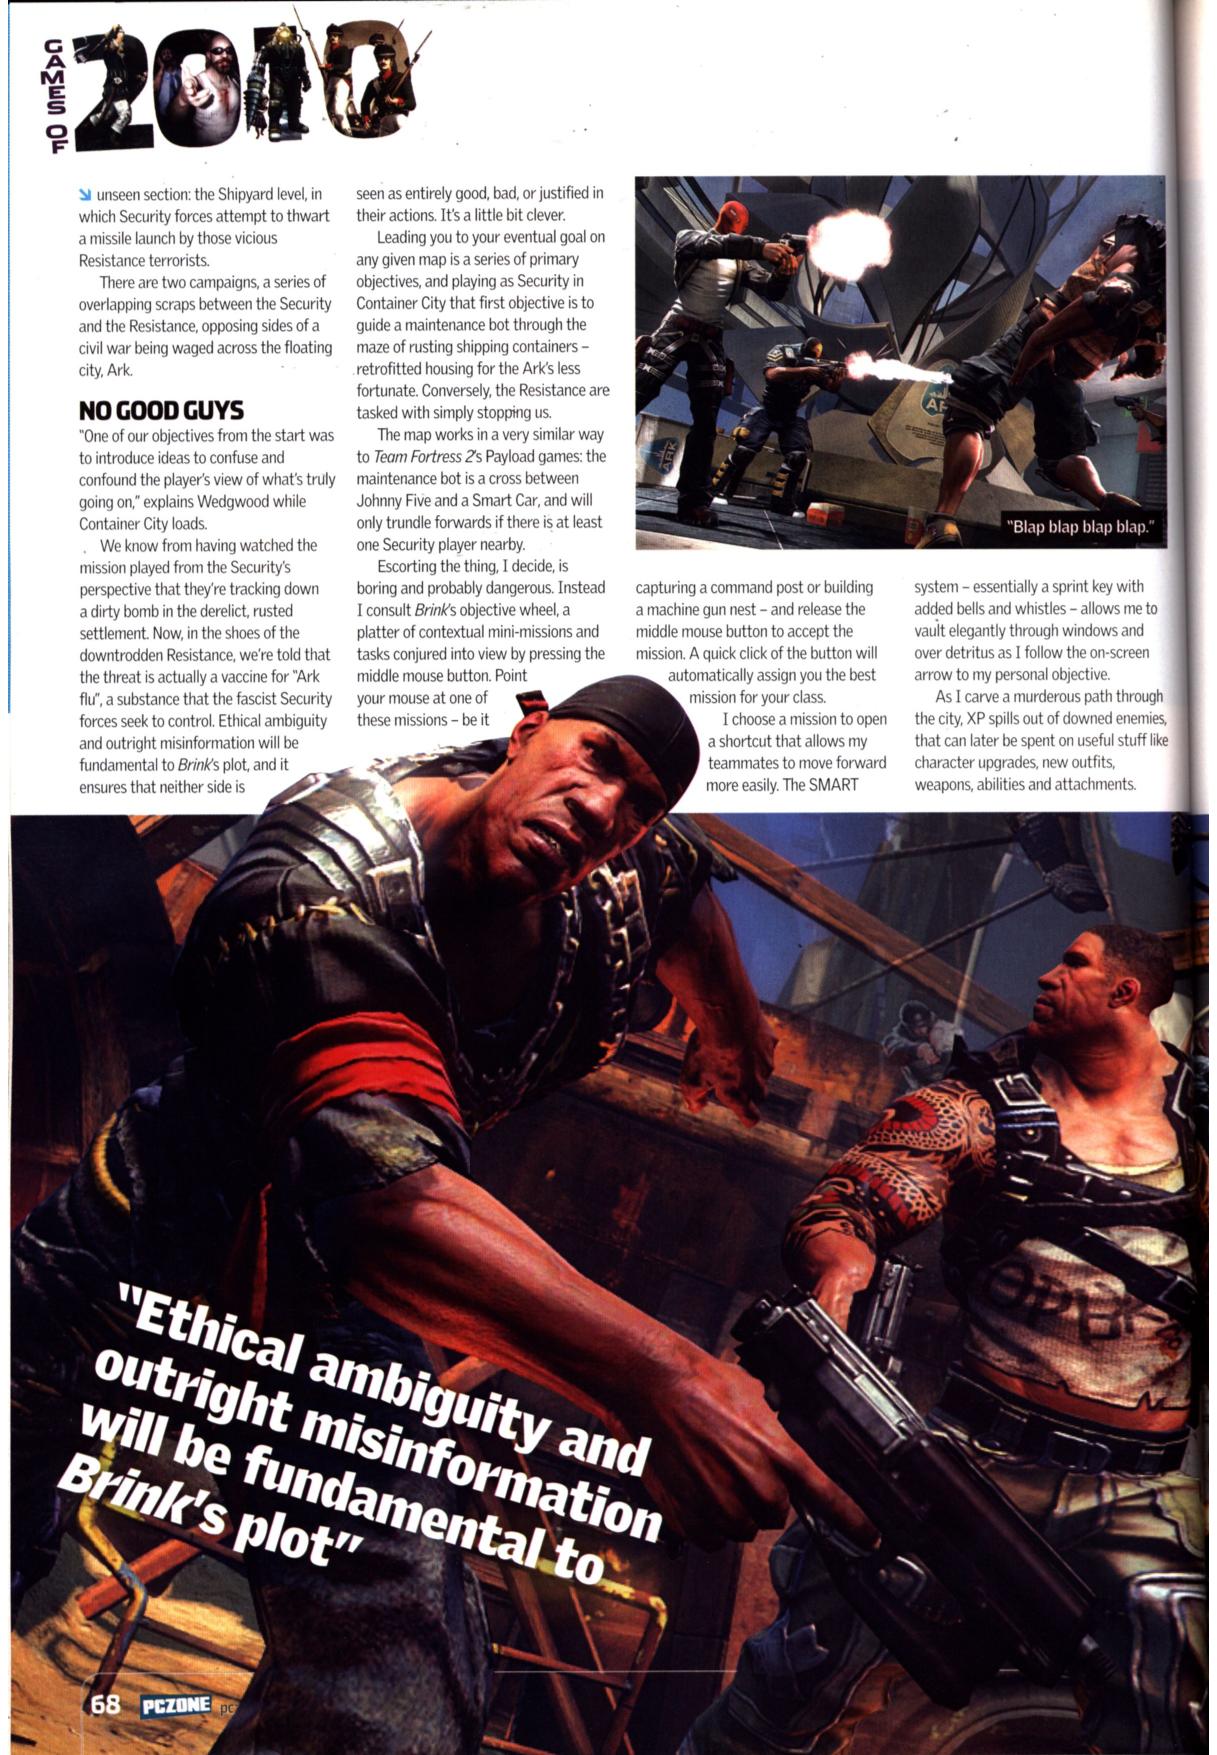 GAMES OF
2010
unseen section: the Shipyard level, in
which Security forces attempt to thwart
a missile launch by those vicious
Resistance terrorists.
There are two campaigns, a series of
overlapping scraps between the Security
and the Resistance, opposing sides of a
civil war being waged across the floating
city, Ark.
NO GOOD GUYS
"One of our objectives from the start was
to introduce ideas to confuse and
confound the player's view of what's truly
going on," explains Wedgwood while
Container City loads.
We know from having watched the
mission played from the Security's
perspective that they're tracking down
a dirty bomb in the derelict, rusted
settlement. Now, in the shoes of the
downtrodden Resistance, we're told that
the threat is actually a vaccine for "Ark
flu", a substance that the fascist Security
forces seek to control. Ethical ambiguity
and outright misinformation will be
fundamental to Brink's plot, and it
ensures that neither side is
seen as entirely good, bad, or justified in
their actions. It's a little bit clever.
Leading you to your eventual goal on
any given map is a series of primary
objectives, and playing as Security in
Container City that first objective is to
guide a maintenance bot through the
maze of rusting shipping containers –
retrofitted housing for the Ark's less
fortunate. Conversely, the Resistance are
tasked with simply stopping us.
The map works in a very similar way
to Team Fortress 2's Payload games: the
maintenance bot is a cross between
Johnny Five and a Smart Car, and will
only trundle forwards if there is at least
one Security player nearby.
Escorting the thing, I decide, is
boring and probably dangerous. Instead
I consult Brink's objective wheel, a
platter of contextual mini-missions and
tasks conjured into view by pressing the
middle mouse button. Point
your mouse at one of
these missions – be it
ARK
ARK
"Blap blap blap blap."
capturing a command post or building
a machine gun nest – and release the
middle mouse button to accept the
mission. A quick click of the button will
automatically assign you the best
mission for your class.
I choose a mission to open
a shortcut that allows my
teammates to move forward
more easily. The SMART
system – essentially a sprint key with
added bells and whistles – allows me to
vault elegantly through windows and
over detritus as I follow the on-screen
arrow to my personal objective.
As I carve a murderous path through
the city, XP spills out of downed enemies,
that can later be spent on useful stuff like
character upgrades, new outfits,
weapons, abilities and attachments.
"Ethical ambiguity and
outright misinformation
will be fundamental to
Brink's plot"
68 PCZONE pc